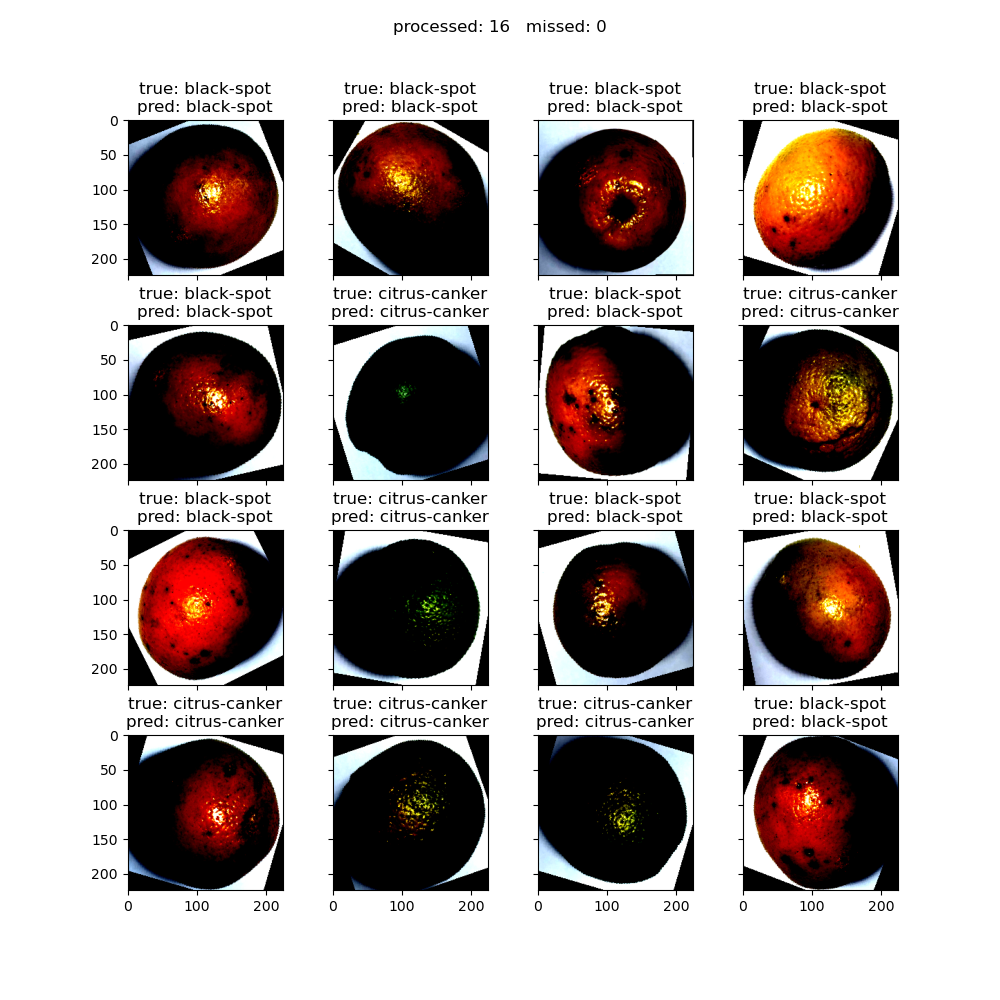 processed: 16   missed: 0
true: black-spot
pred: black-spot
true: black-spot
pred: black-spot
true: black-spot
pred: black-spot
true: black-spot
pred: black-spot
0
50
100
150
200
true: black-spot
pred: black-spot
true: citrus-canker
pred: citrus-canker
true: black-spot
pred: black-spot
true: citrus-canker
pred: citrus-canker
0
50
100
150
200
true: black-spot
pred: black-spot
true: citrus-canker
pred: citrus-canker
true: black-spot
pred: black-spot
true: black-spot
pred: black-spot
0
50
100
150
200
true: citrus-canker
pred: citrus-canker
true: citrus-canker
pred: citrus-canker
true: citrus-canker
pred: citrus-canker
true: black-spot
pred: black-spot
0
50
100
150
200
0 100 200
0 100 200
0 100 200
0 100 200